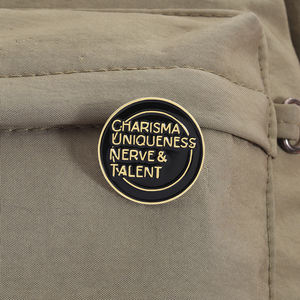 CHARISMA
UNIQUENESS
NERVE &
TALENT